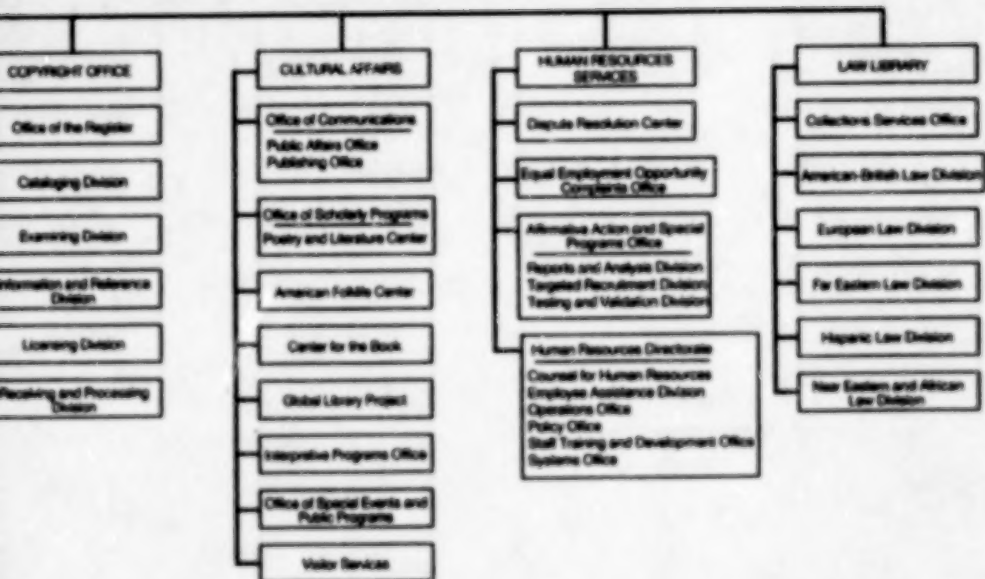 COPYRIGHT OFFICE
Office of the Register
Cataloging Division
Examining Division
Information and Reference
Division
Licensing Division
Receiving and Processing
Division
CULTURAL AFFAIRS
Office of Communications
Public Affairs Office
Publishing Office
Office of Scholarly Programs
Poetry and Literature Center
American Folklife Center
Center for the Book
Global Library Project
Interpretive Programs Office
Office of Special Events and
Public Programs
Visitor Services
HUMAN RESOURCES
SERVICES
Dispute Resolution Center
Equal Employment Opportunity
Complaints Office
Affirmative Action and Special
Programs Office
Reports and Analysis Division
Targeted Recruitment Division
Testing and Validation Division
Human Resources Directorate
Counsel for Human Resources
Employee Assistance Division
Operations Office
Policy Office
Staff Training and Development Office
Systems Office
LAW LIBRARY
Collections Services Office
American-British Law Division
European Law Division
Far Eastern Law Division
Hispanic Law Division
Near Eastern and African
Law Division